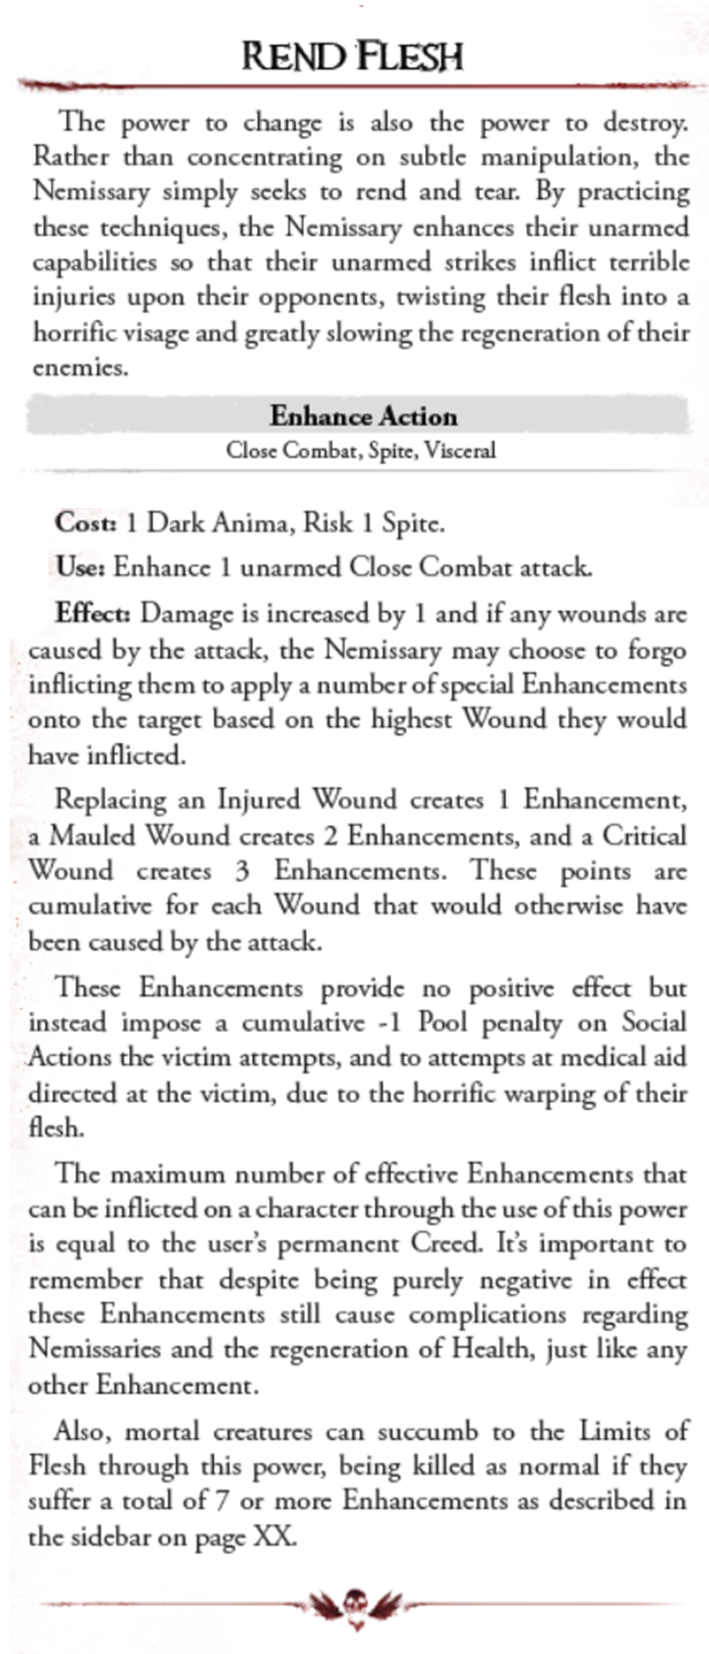 REND FLESH
The power to change is also the power to destroy.
Rather than concentrating on subtle manipulation, the
Nemissary simply seeks to rend and tear. By practicing
these techniques, the Nemissary enhances their unarmed
capabilities so that their unarmed strikes inflict terrible
injuries upon their opponents, twisting their flesh into a
horrific visage and greatly slowing the regeneration of their
enemies.
Enhance Action
Close Combat, Spite, Visceral
Cost: 1 Dark Anima, Risk 1 Spite.
Use: Enhance 1 unarmed Close Combat attack.
Effect: Damage is increased by 1 and if any wounds are
caused by the attack, the Nemissary may choose to forgo
inflicting them to apply a number of special Enhancements
onto the target based on the highest Wound they would
have inflicted.
Replacing an Injured Wound creates 1 Enhancement,
a Mauled Wound creates 2 Enhancements, and a Critical
Wound creates 3 Enhancements. These points are
cumulative for each Wound that would otherwise have
been caused by the attack.
These Enhancements provide no positive effect but
instead impose a cumulative -1 Pool penalty on Social
Actions the victim attempts, and to attempts at medical aid
directed at the victim, due to the horrific warping of their
flesh.
The maximum number of effective Enhancements that
can be inflicted on a character through the use of this power
is equal to the user's permanent Creed. It's important to
remember that despite being purely negative in effect
these Enhancements still cause complications regarding
Nemissaries and the regeneration of Health, just like any
other Enhancement.
Also, mortal creatures can succumb to the Limits of
Flesh through this power, being killed as normal if they
suffer a total of 7 or more Enhancements as described in
the sidebar on page XX.